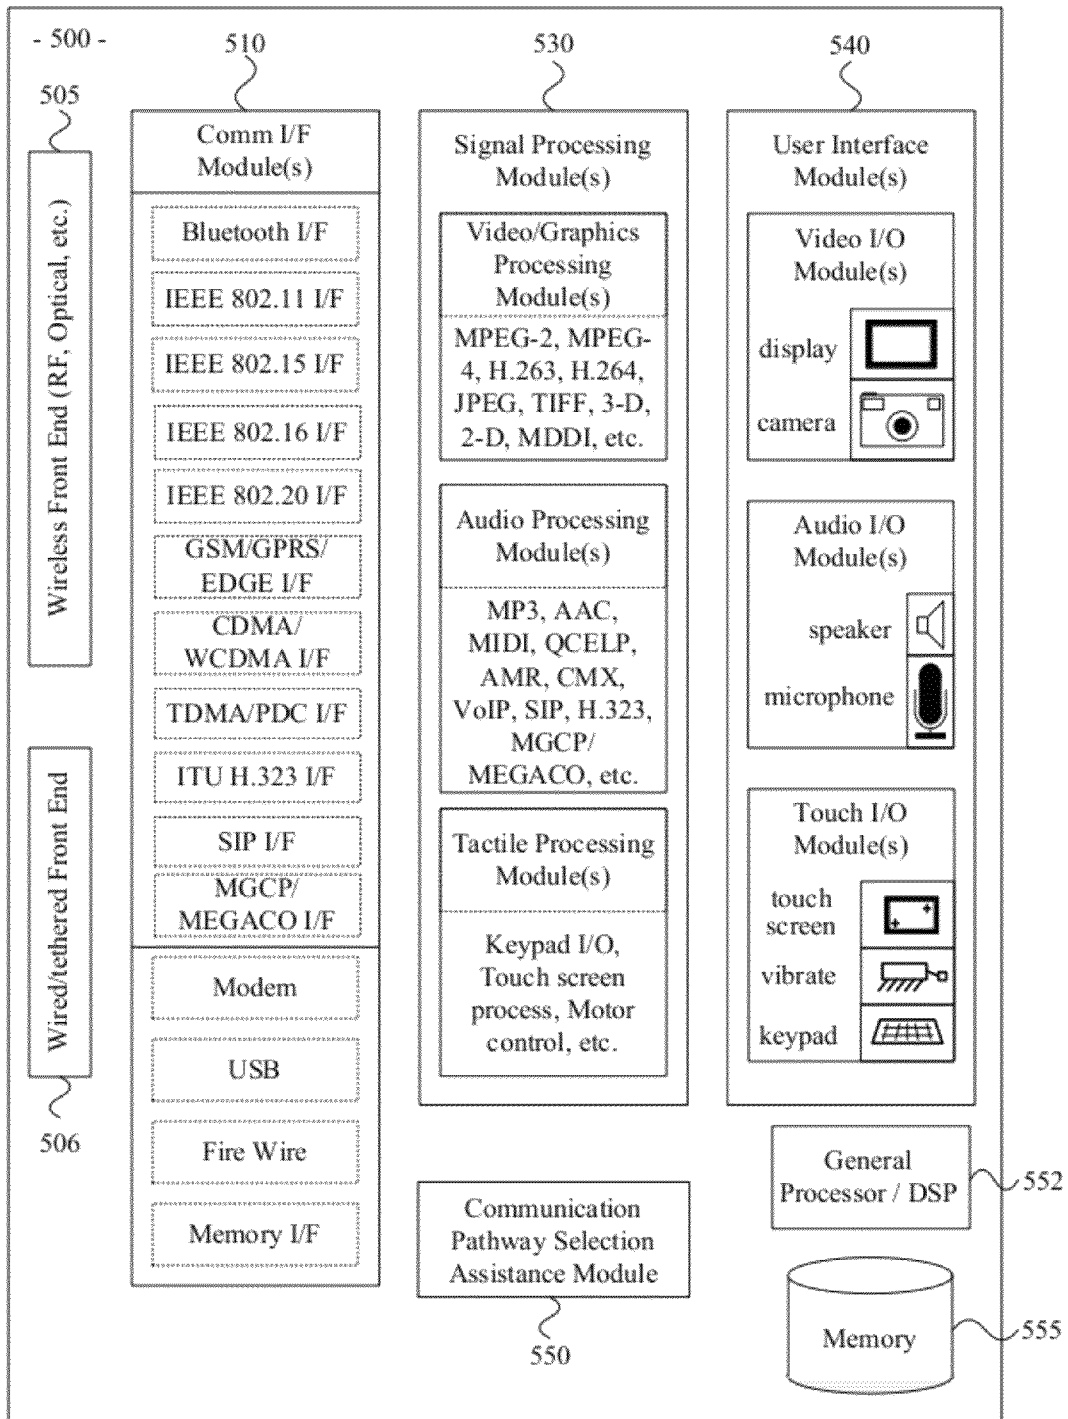 - 500 -
510
530
540
505
Wireless Front End (RF, Optical, etc.)
Wired/tethered Front End
506
Comm I/F
Module(s)
Bluetooth I/F
IEEE 802.11 I/F
IEEE 802.15 I/F
IEEE 802.16 I/F
IEEE 802.20 I/F
GSM/GPRS/
EDGE I/F
CDMA/
WCDMA I/F
TDMA/PDC I/F
ITU H.323 I/F
SIP I/F
MGCP/
MEGACO I/F
Modem
USB
Fire Wire
Memory I/F
Signal Processing
Module(s)
Video/Graphics
Processing
Module(s)
MPEG-2, MPEG-
4, H.263, H.264,
JPEG, TIFF, 3-D,
2-D, MDDI, etc.
Audio Processing
Module(s)
MP3, AAC,
MIDI, QCELP,
AMR, CMX,
VoIP, SIP, H.323,
MGCP/
MEGACO, etc.
Tactile Processing
Module(s)
Keypad I/O,
Touch screen
process, Motor
control, etc.
Communication
Pathway Selection
Assistance Module
550
User Interface
Module(s)
Video I/O
Module(s)
display
camera
Audio I/O
Module(s)
speaker
microphone
Touch I/O
Module(s)
touch
screen
vibrate
keypad
General
Processor / DSP
552
Memory
555